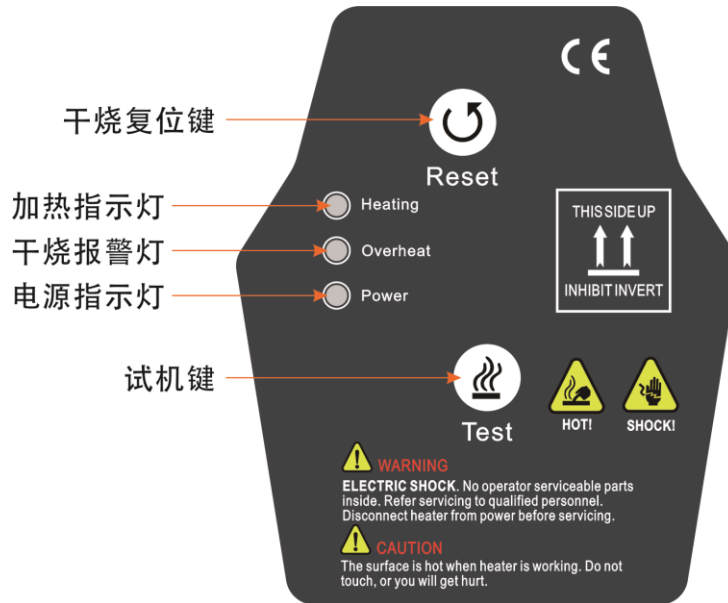 CE
干烧复位键
Reset
加热指示灯
Heating
干烧报警灯
Overheat
电源指示灯
Power
THIS SIDE UP
INHIBIT INVERT
试机键
Test
HOT!
SHOCK!
WARNING
ELECTRIC SHOCK. No operator serviceable parts
inside. Refer servicing to qualified personnel.
Disconnect heater from power before servicing.
CAUTION
The surface is hot when heater is working. Do not
touch, or you will get hurt.